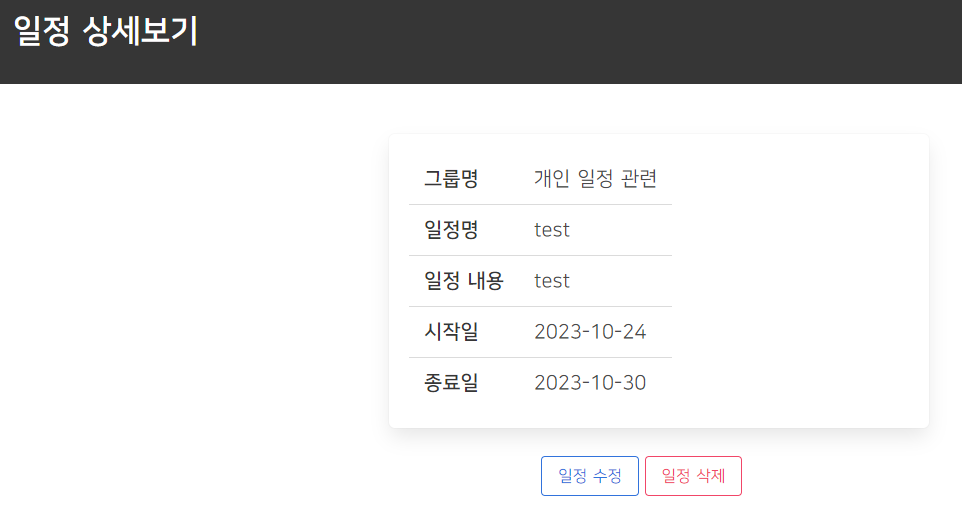 일정 상세보기
그룹명 개인 일정 관련
일정명 test
일정 내용 test
시작일 2023-10-24
종료일 2023-10-30
일정 수정 일정 삭제